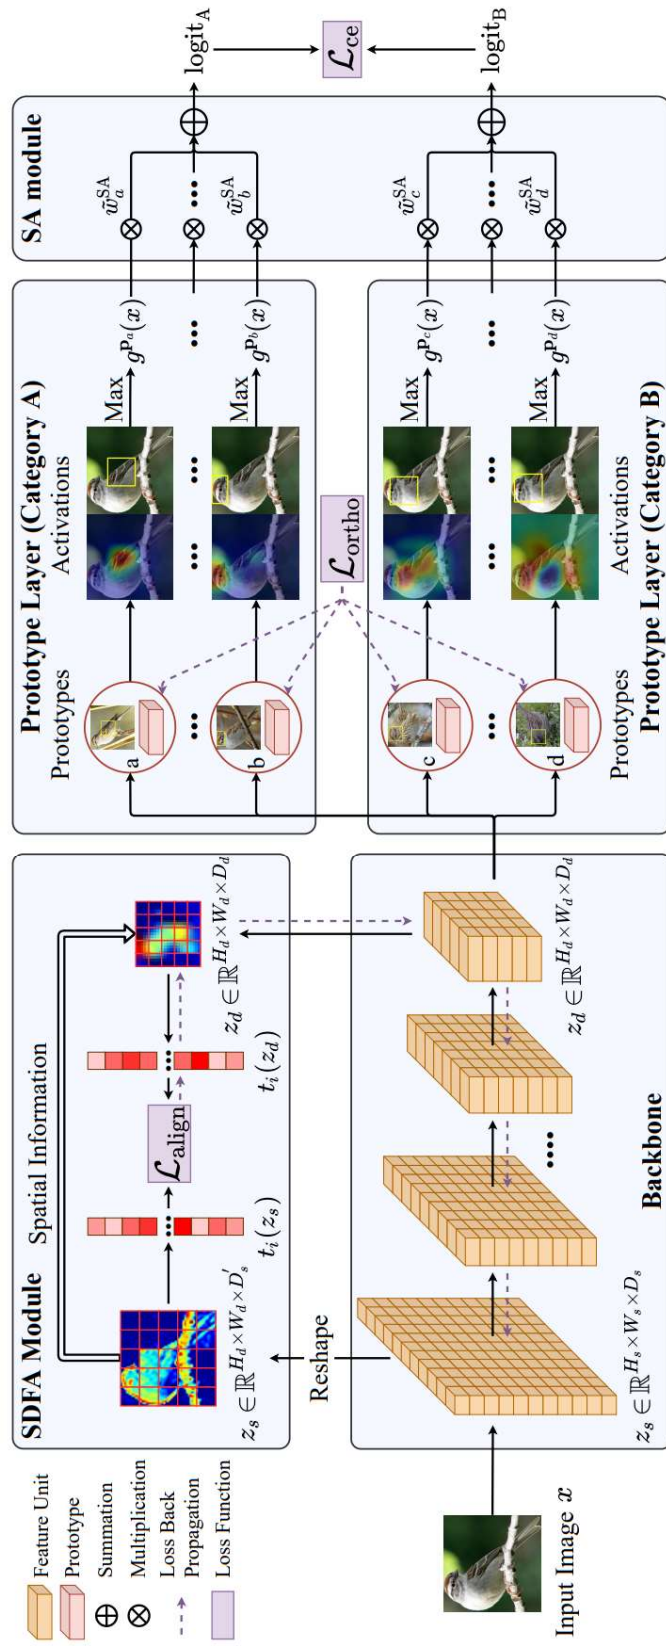 Feature Unit
Prototype
Summation
Multiplication
Loss Back
Propagation
Loss Function
Input Image x
SDFA Module
Spatial Information
z_s ∈ ℝ^{H_d×W_d×D'_s}
t_i(z_s)
𝓛_align
t_i(z_d)
z_d ∈ ℝ^{H_d×W_d×D_d}
Reshape
z_s ∈ ℝ^{H_s×W_s×D_s}
....
z_d ∈ ℝ^{H_d×W_d×D_d}
Backbone
Prototype Layer (Category A)
Prototypes
Activations
a
Max
g^{P_a}(x)
...
...
...
b
Max
g^{P_b}(x)
𝓛_ortho
c
Max
g^{P_c}(x)
...
...
...
d
Max
g^{P_d}(x)
Prototypes
Activations
Prototype Layer (Category B)
SA module
w̃_a^{SA}
...
w̃_b^{SA}
w̃_c^{SA}
...
w̃_d^{SA}
logit_A
𝓛_ce
logit_B